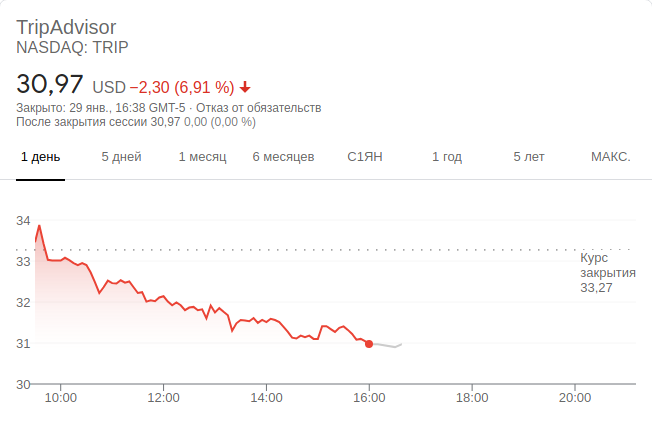 TripAdvisor
NASDAQ: TRIP
30,97 USD −2,30 (6,91 %)
Закрыто: 29 янв., 16:38 GMT-5 · Отказ от обязательств
После закрытия сессии 30,97 0,00 (0,00 %)
1 день 5 дней 1 месяц 6 месяцев С1ЯН 1 год 5 лет МАКС.
34
33
32
31
30
Курс
закрытия
33,27
10:00 12:00 14:00 16:00 18:00 20:00